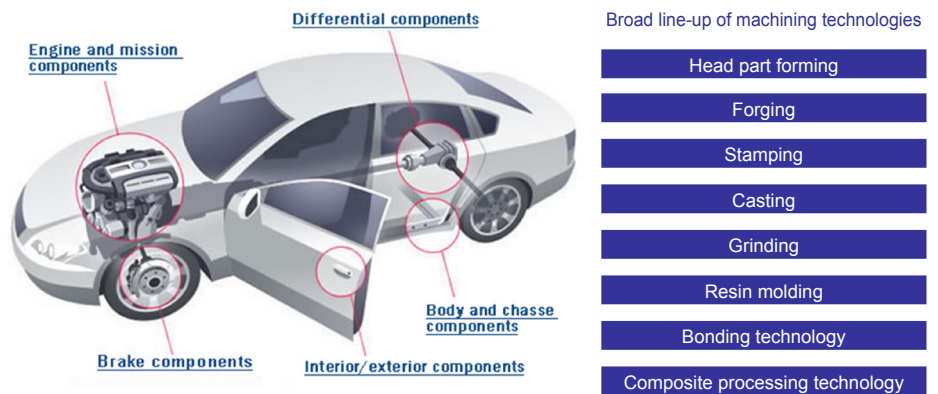 Differential components
Engine and mission
components
Body and chasse
components
Brake components
Interior/exterior components
Broad line-up of machining technologies
Head part forming
Forging
Stamping
Casting
Grinding
Resin molding
Bonding technology
Composite processing technology